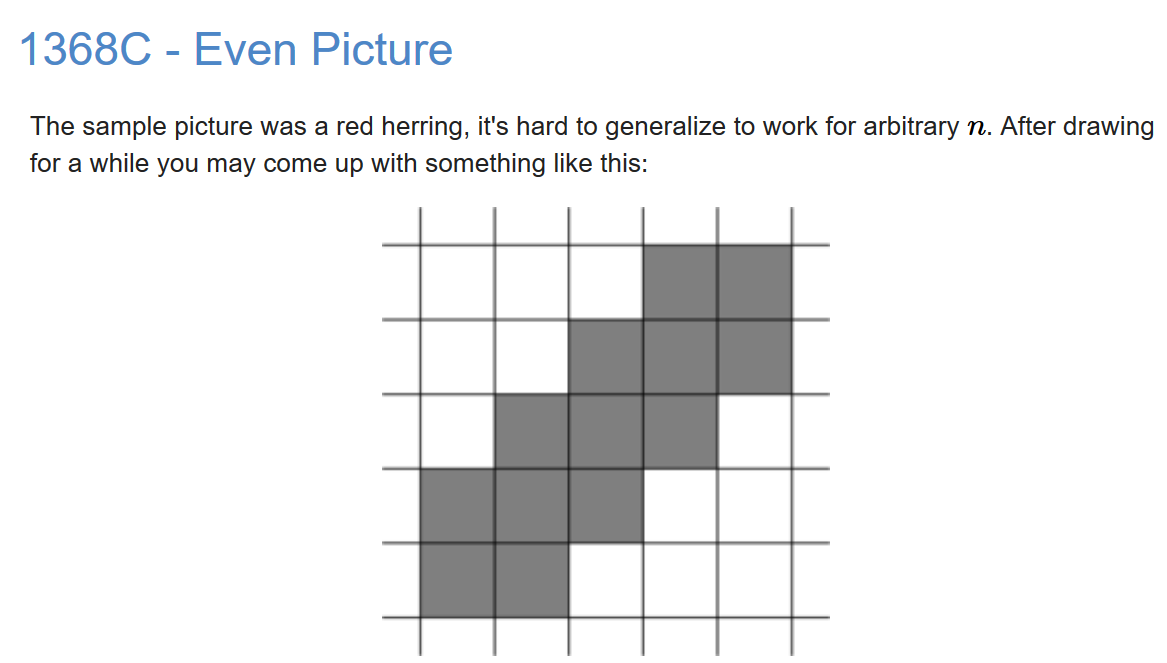 1368C - Even Picture
The sample picture was a red herring, it's hard to generalize to work for arbitrary n. After drawing
for a while you may come up with something like this: